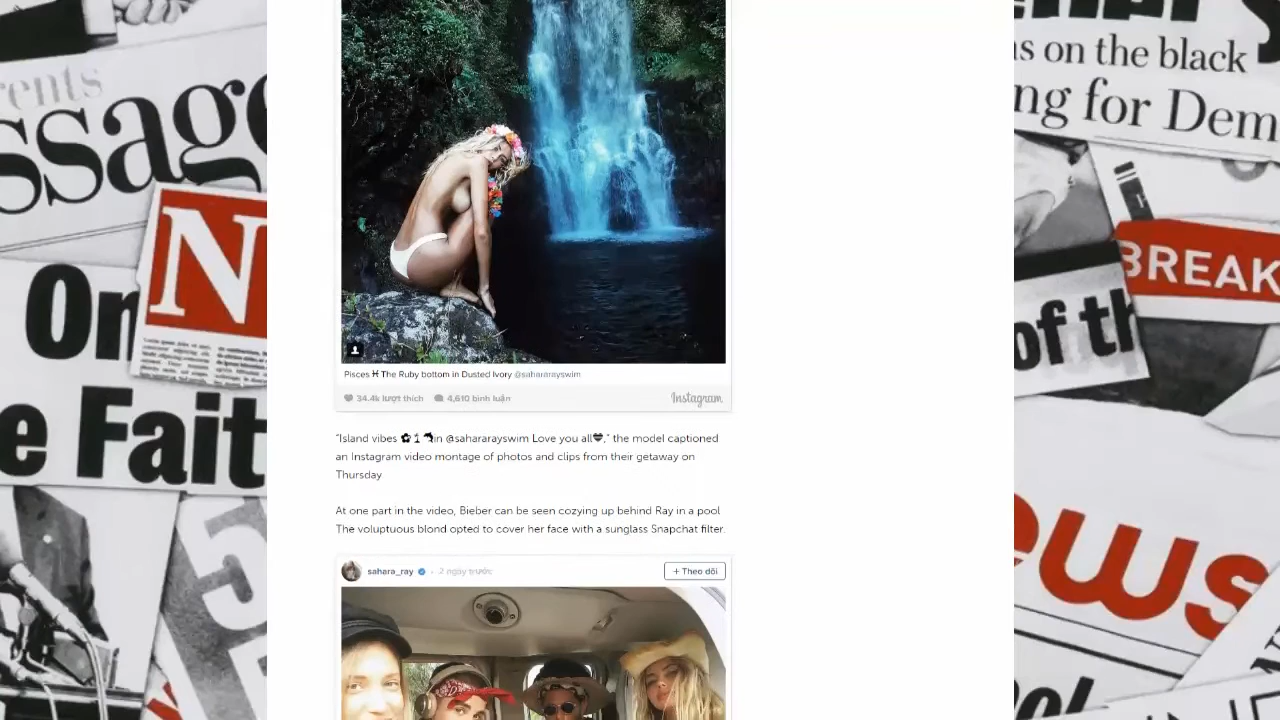 rents
ssage
N
On
e Fait
5
s on the black
ng for Dem
BREAK
of th
ews
Pisces ♓ The Ruby bottom in Dusted Ivory @sahararayswim
34.4k lượt thích 4,610 bình luận Instagram
“Island vibes in @sahararayswim Love you all,” the model captioned
an Instagram video montage of photos and clips from their getaway on
Thursday
At one part in the video, Bieber can be seen cozying up behind Ray in a pool
The voluptuous blond opted to cover her face with a sunglass Snapchat filter.
sahara_ray 2 ngày trước + Theo dõi